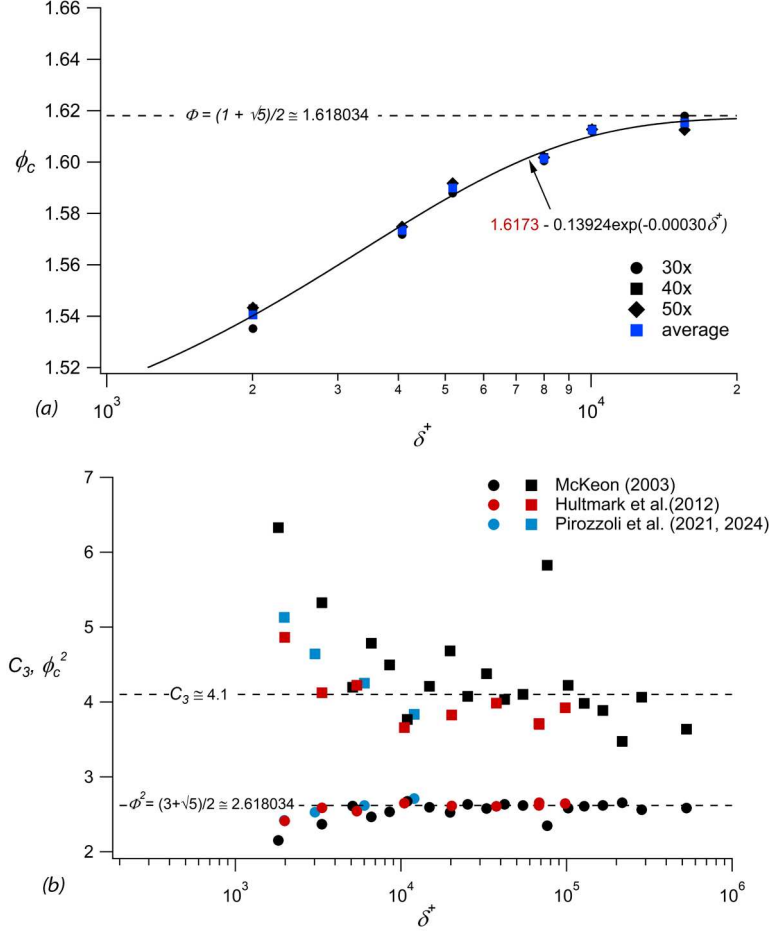 1.66
1.64
1.62
Φ = (1 + √5)/2 ≅ 1.618034
1.60
ϕc
1.58
1.6173 - 0.13924exp(-0.00030δ⁺)
1.56
30x
40x
1.54
50x
average
1.52
2 3 4 5 6 7 8 9 2
10³ 10⁴
(a)
δ⁺
7
McKeon (2003)
Hultmark et al.(2012)
Pirozzoli et al. (2021, 2024)
6
5
C₃, ϕc²
C₃ ≅ 4.1
4
3
Φ² = (3+√5)/2 ≅ 2.618034
2
10³ 10⁴ 10⁵ 10⁶
(b)
δ⁺